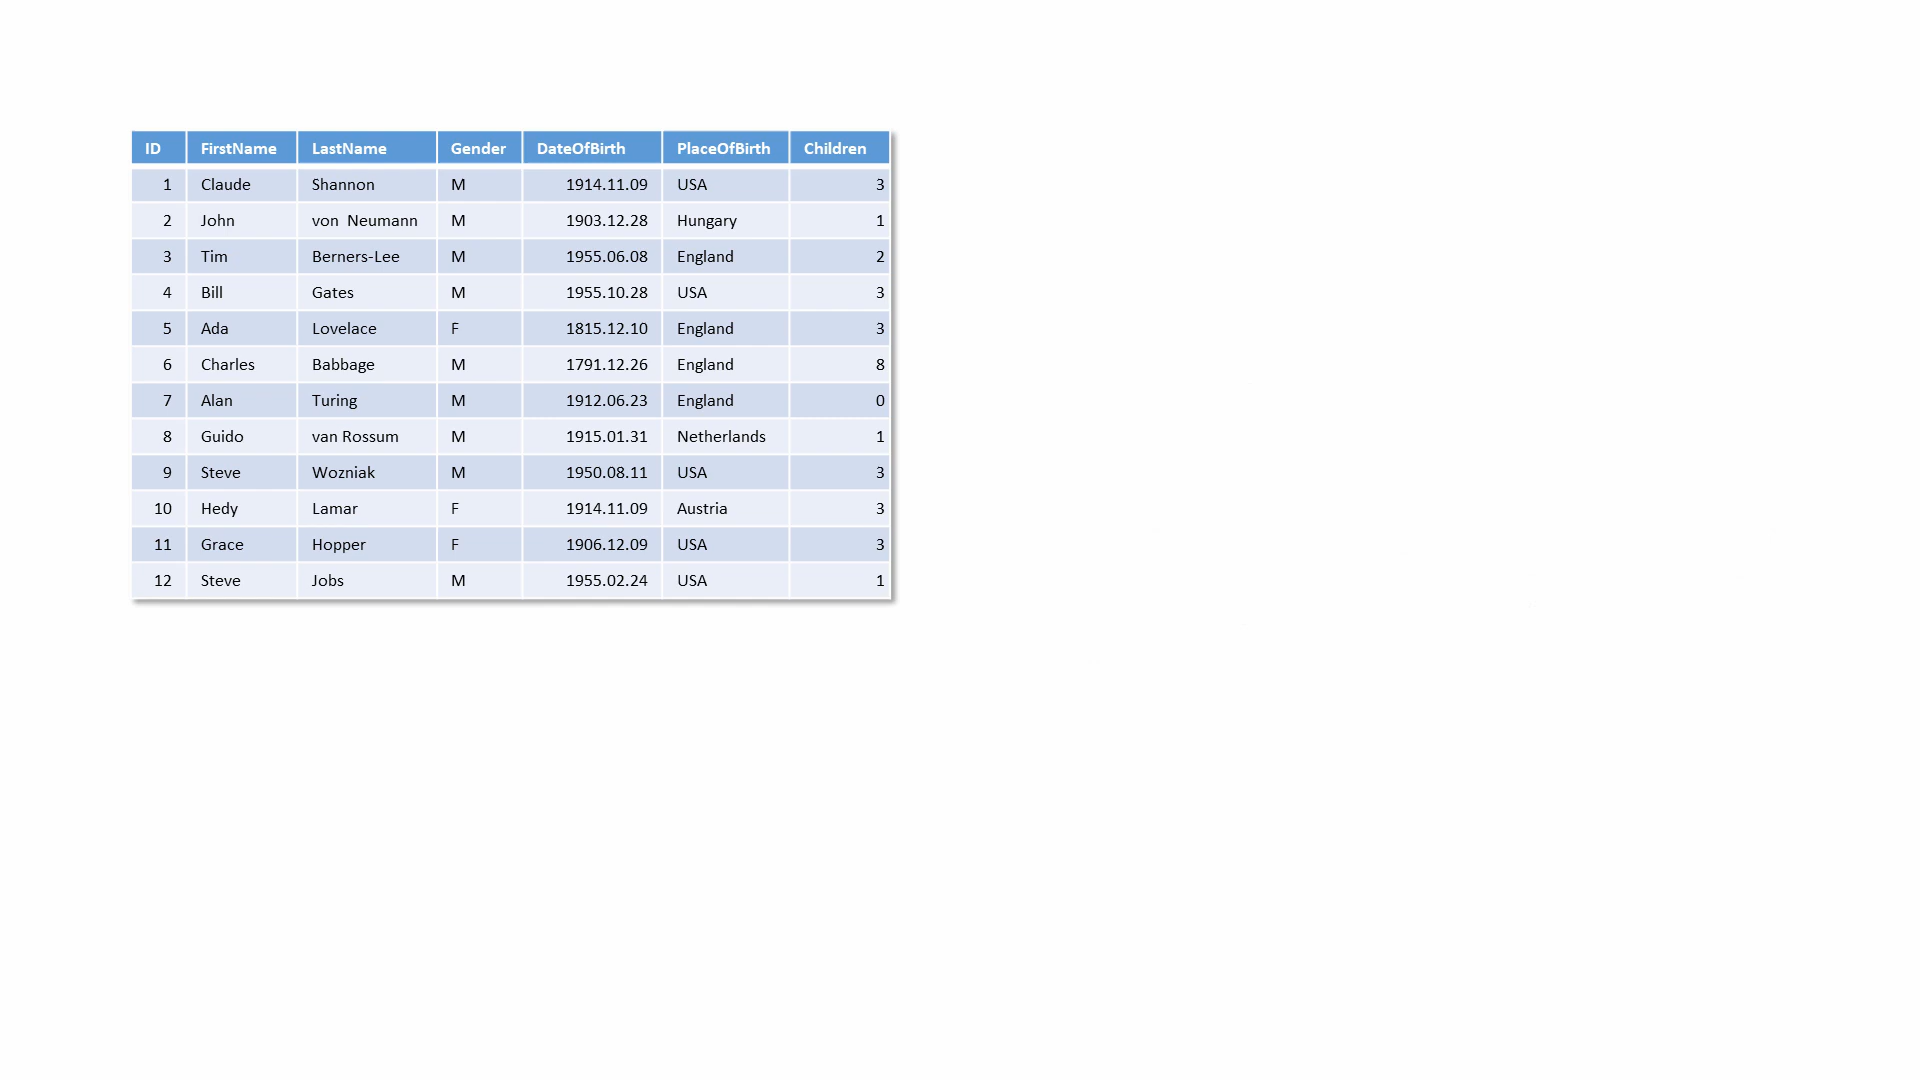 ID FirstName LastName Gender DateOfBirth PlaceOfBirth Children
1 Claude Shannon M 1914.11.09 USA 3
2 John von Neumann M 1903.12.28 Hungary 1
3 Tim Berners-Lee M 1955.06.08 England 2
4 Bill Gates M 1955.10.28 USA 3
5 Ada Lovelace F 1815.12.10 England 3
6 Charles Babbage M 1791.12.26 England 8
7 Alan Turing M 1912.06.23 England 0
8 Guido van Rossum M 1915.01.31 Netherlands 1
9 Steve Wozniak M 1950.08.11 USA 3
10 Hedy Lamar F 1914.11.09 Austria 3
11 Grace Hopper F 1906.12.09 USA 3
12 Steve Jobs M 1955.02.24 USA 1